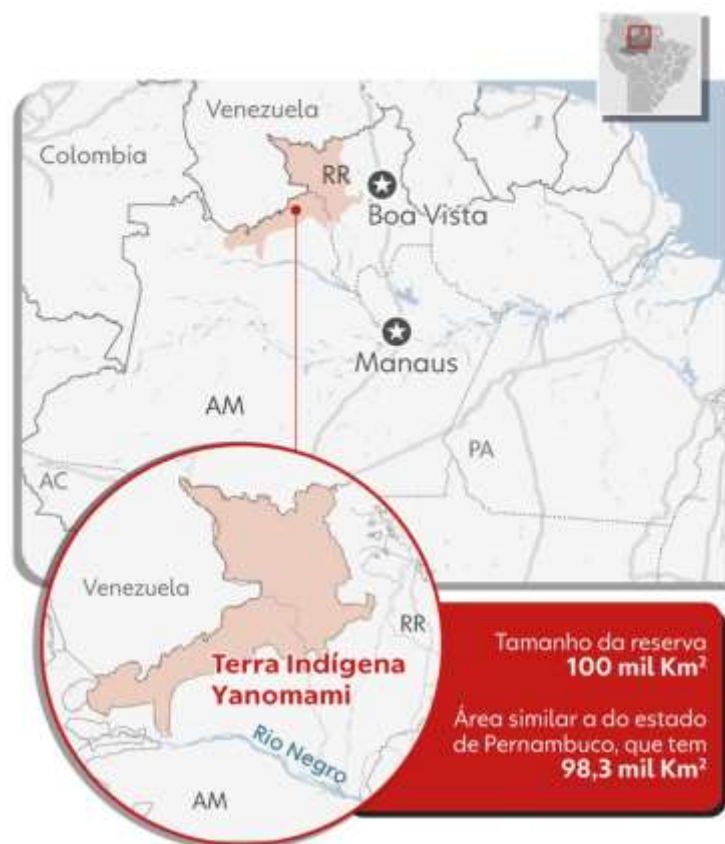 Venezuela
Colombia
RR
Boa Vista
Manaus
AM
PA
AC
Venezuela
RR
Terra Indígena
Yanomami
Rio Negro
AM
Tamanho da reserva
100 mil Km²
Área similar a do estado
de Pernambuco, que tem
98,3 mil Km²